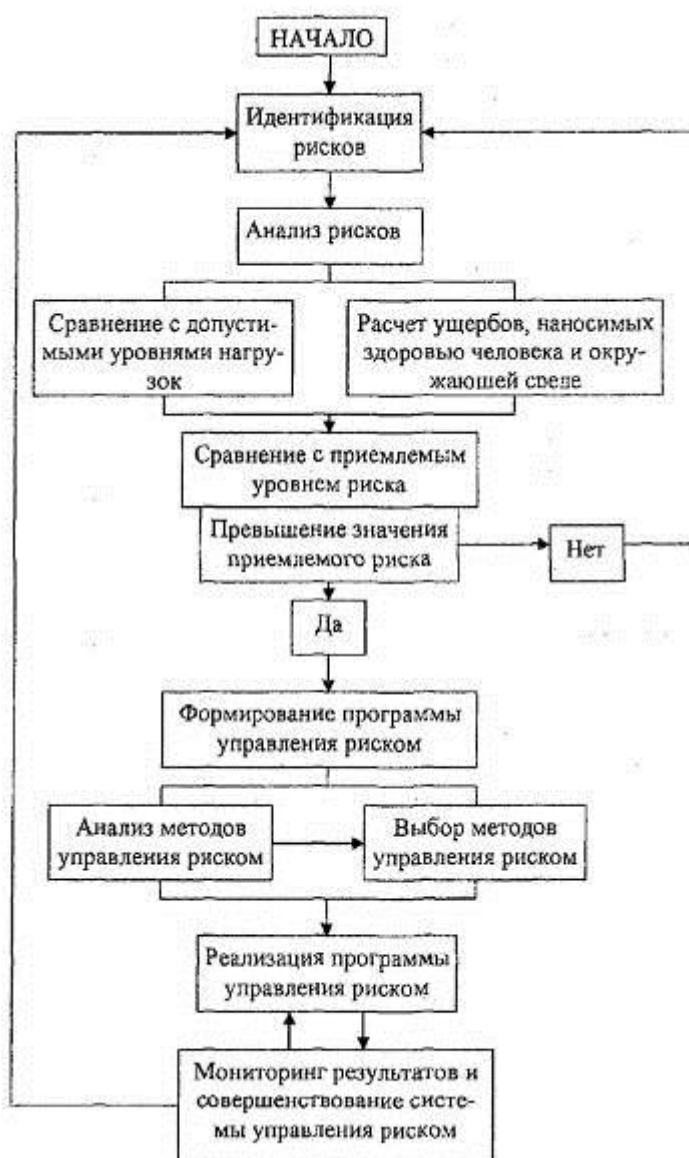 НАЧАЛО
Идентификация
рисков
Анализ рисков
Сравнение с допусти-
мыми уровнями нагру-
зок
Расчет ущербов, наносимых
здоровью человека и окру-
жающей среде
Сравнение с приемлемым
уровнем риска
Превышение значения
приемлемого риска
Нет
Да
Формирование программы
управления риском
Анализ методов
управления риском
Выбор методов
управления риском
Реализация программы
управления риском
Мониторинг результатов и
совершенствование систе-
мы управления риском